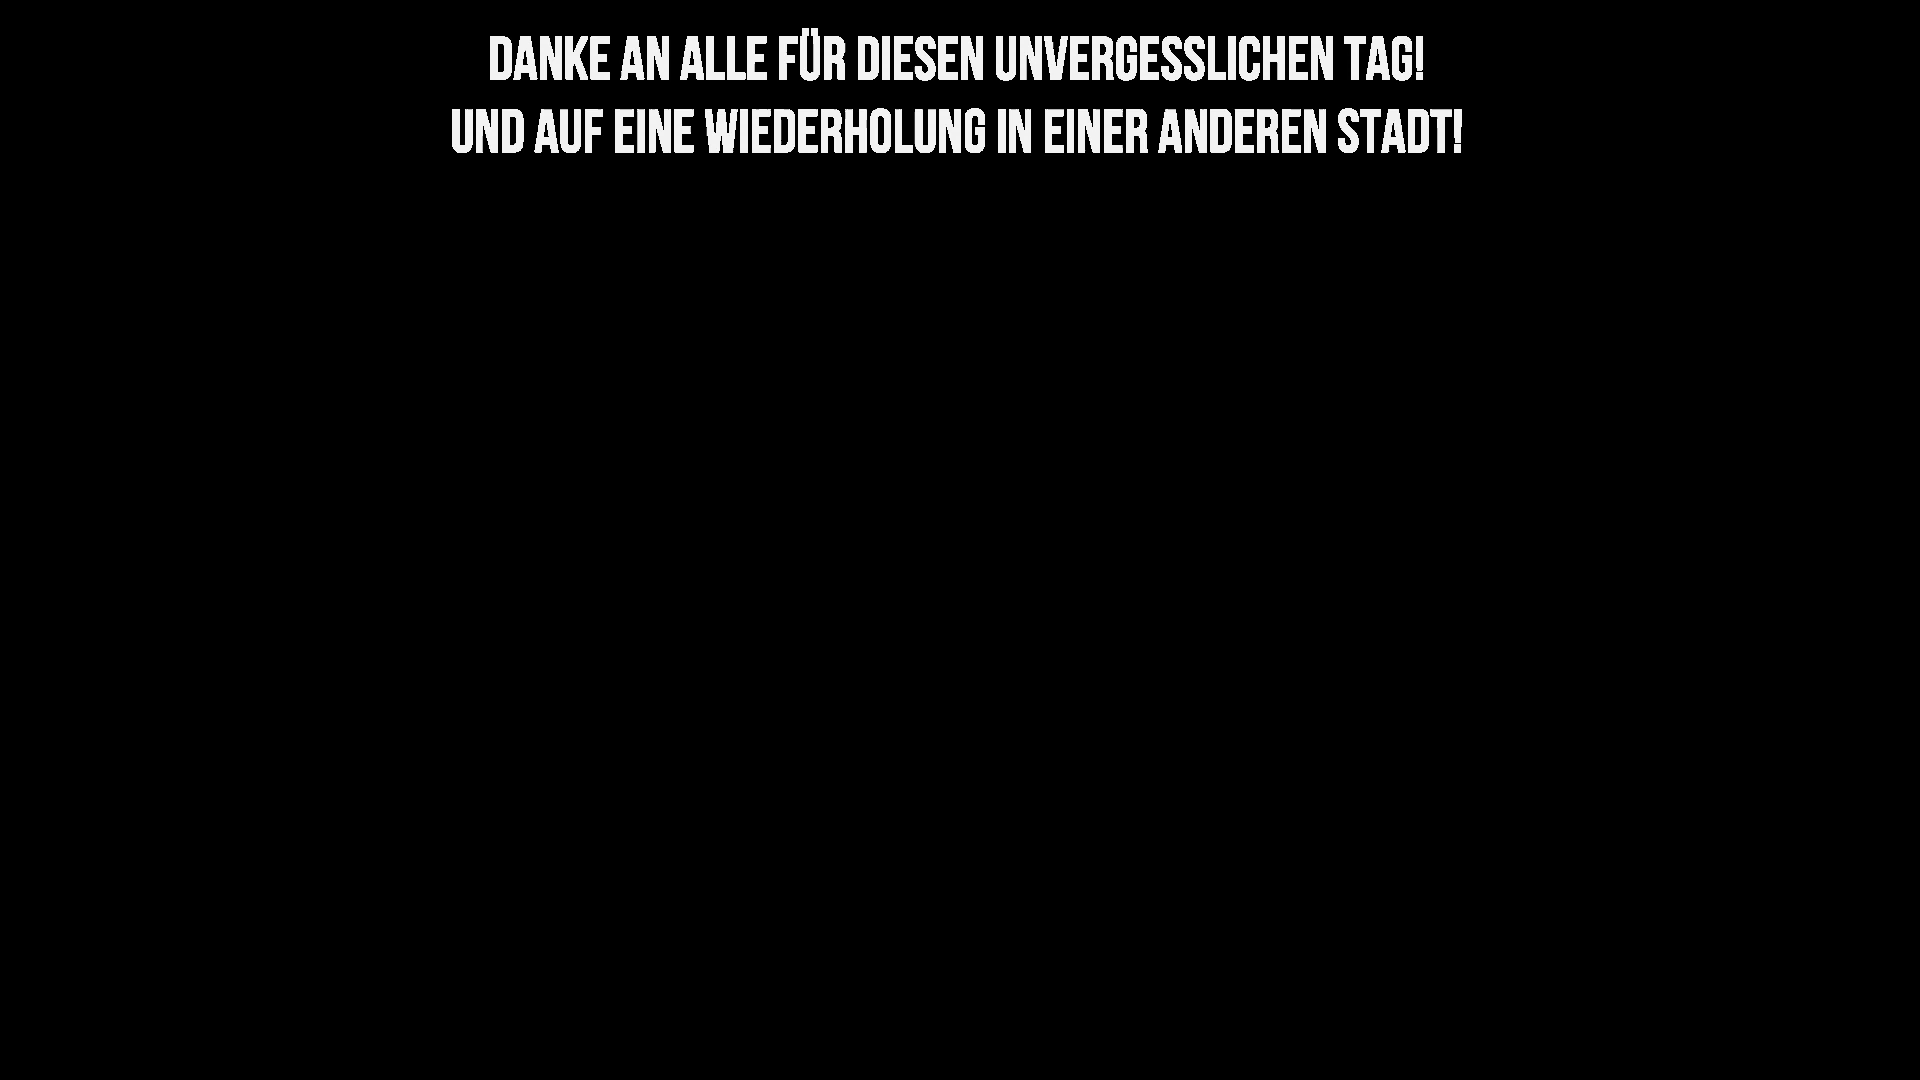 DANKE AN ALLE FÜR DIESEN UNVERGESSLICHEN TAG!
UND AUF EINE WIEDERHOLUNG IN EINER ANDEREN STADT!